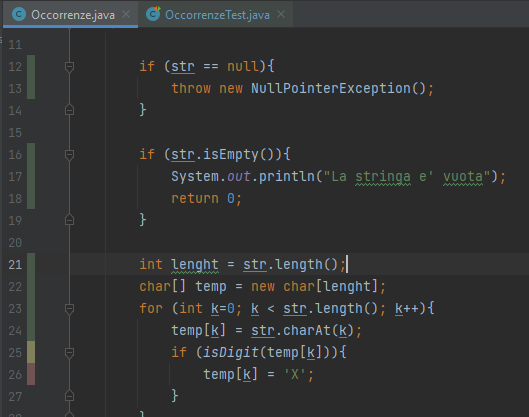 Occorrenze.java OccorrenzeTest.java
11
12 if (str == null){
13 throw new NullPointerException();
14 }
15
16 if (str.isEmpty()){
17 System.out.println("La stringa e' vuota");
18 return 0;
19 }
20
21 int lenght = str.length();
22 char[] temp = new char[lenght];
23 for (int k=0; k < str.length(); k++){
24 temp[k] = str.charAt(k);
25 if (isDigit(temp[k])){
26 temp[k] = 'X';
27 }
28 }